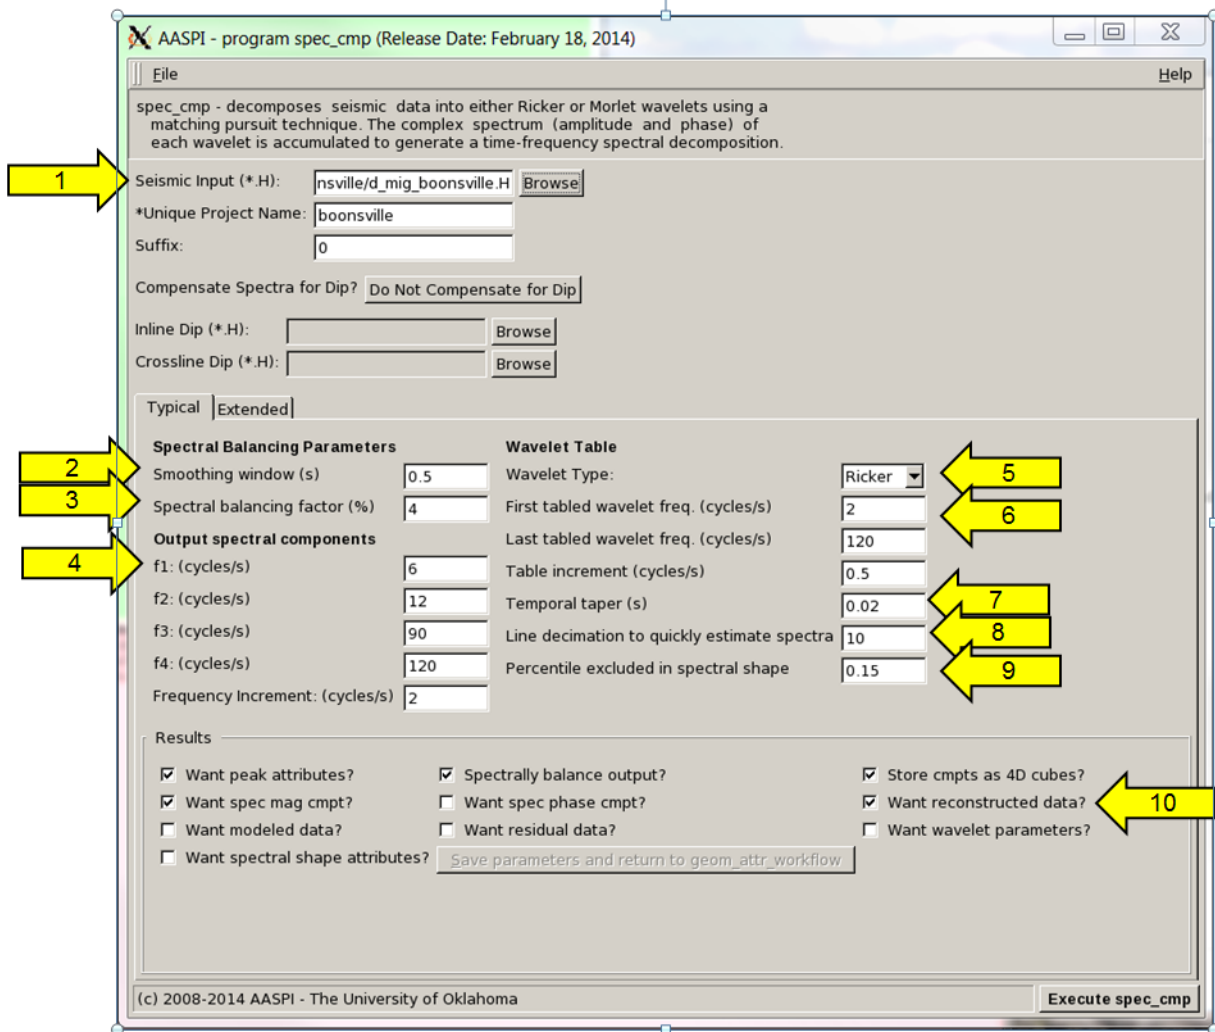 AASPI - program spec_cmp (Release Date: February 18, 2014)
File Help
spec_cmp - decomposes seismic data into either Ricker or Morlet wavelets using a
matching pursuit technique. The complex spectrum (amplitude and phase) of
each wavelet is accumulated to generate a time-frequency spectral decomposition.
1 Seismic Input (*.H): nsville/d_mig_boonsville.H Browse
*Unique Project Name: boonsville
Suffix: 0
Compensate Spectra for Dip? Do Not Compensate for Dip
Inline Dip (*.H): Browse
Crossline Dip (*.H): Browse
Typical Extended
Spectral Balancing Parameters Wavelet Table
2 Smoothing window (s) 0.5 Wavelet Type: Ricker 5
3 Spectral balancing factor (%) 4 First tabled wavelet freq. (cycles/s) 2 6
Output spectral components Last tabled wavelet freq. (cycles/s) 120
4 f1: (cycles/s) 6 Table increment (cycles/s) 0.5
f2: (cycles/s) 12 Temporal taper (s) 0.02 7
f3: (cycles/s) 90 Line decimation to quickly estimate spectra 10 8
f4: (cycles/s) 120 Percentile excluded in spectral shape 0.15 9
Frequency Increment: (cycles/s) 2
Results
Want peak attributes? Spectrally balance output? Store cmpts as 4D cubes?
Want spec mag cmpt? Want spec phase cmpt? Want reconstructed data? 10
Want modeled data? Want residual data? Want wavelet parameters?
Want spectral shape attributes? Save parameters and return to geom_attr_workflow
(c) 2008-2014 AASPI - The University of Oklahoma Execute spec_cmp